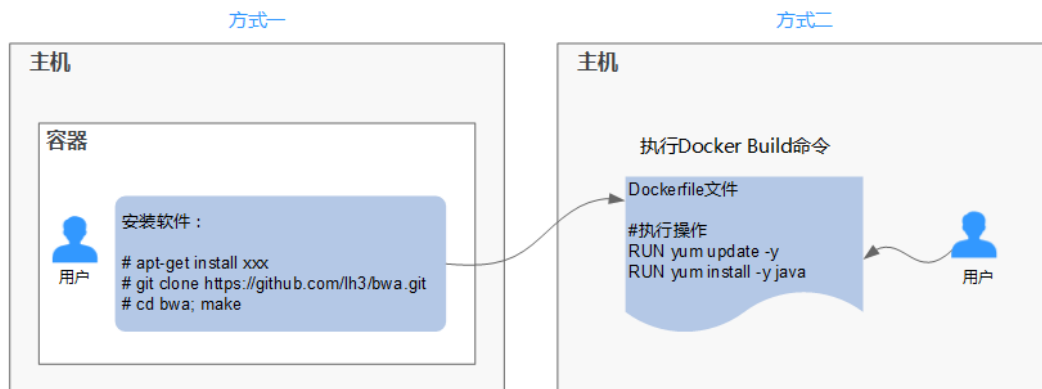 方式一
主机
容器
用户
安装软件：
# apt-get install xxx
# git clone https://github.com/lh3/bwa.git
# cd bwa; make
方式二
主机
执行Docker Build命令
Dockerfile文件
#执行操作
RUN yum update -y
RUN yum install -y java
用户